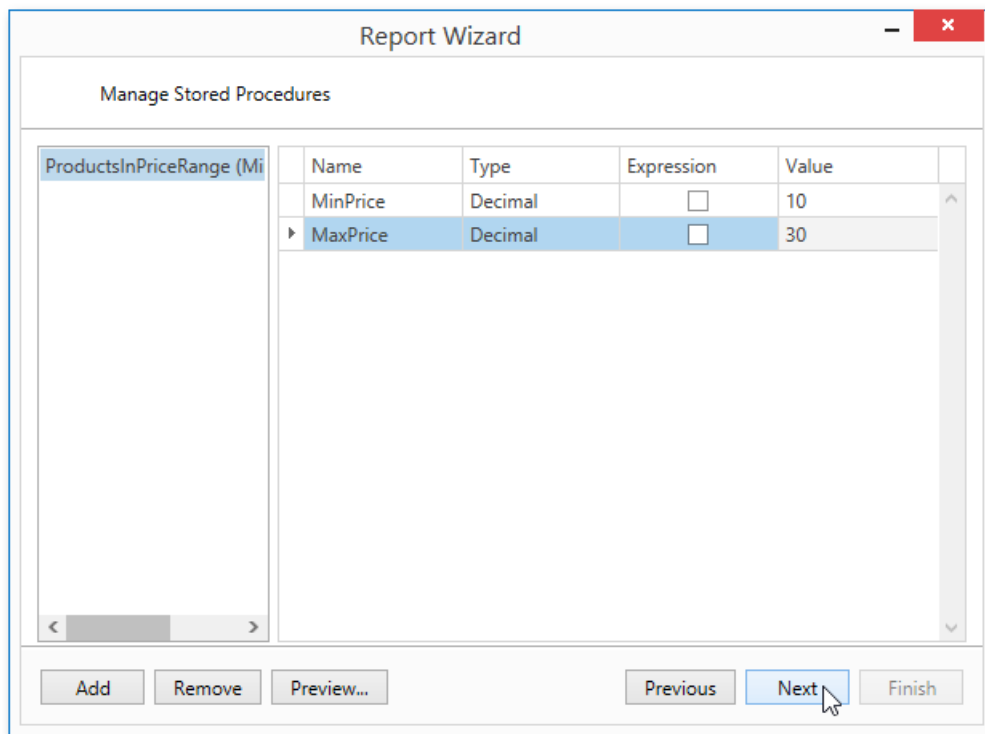 Report Wizard
Manage Stored Procedures
ProductsInPriceRange (Mi
Name Type Expression Value
MinPrice Decimal 10
MaxPrice Decimal 30
Add Remove Preview... Previous Next Finish